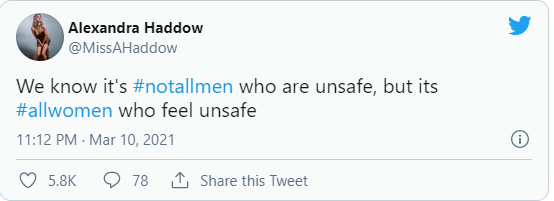 Alexandra Haddow
@MissAHaddow
We know it's #notallmen who are unsafe, but its
#allwomen who feel unsafe
11:12 PM · Mar 10, 2021
5.8K 78 Share this Tweet